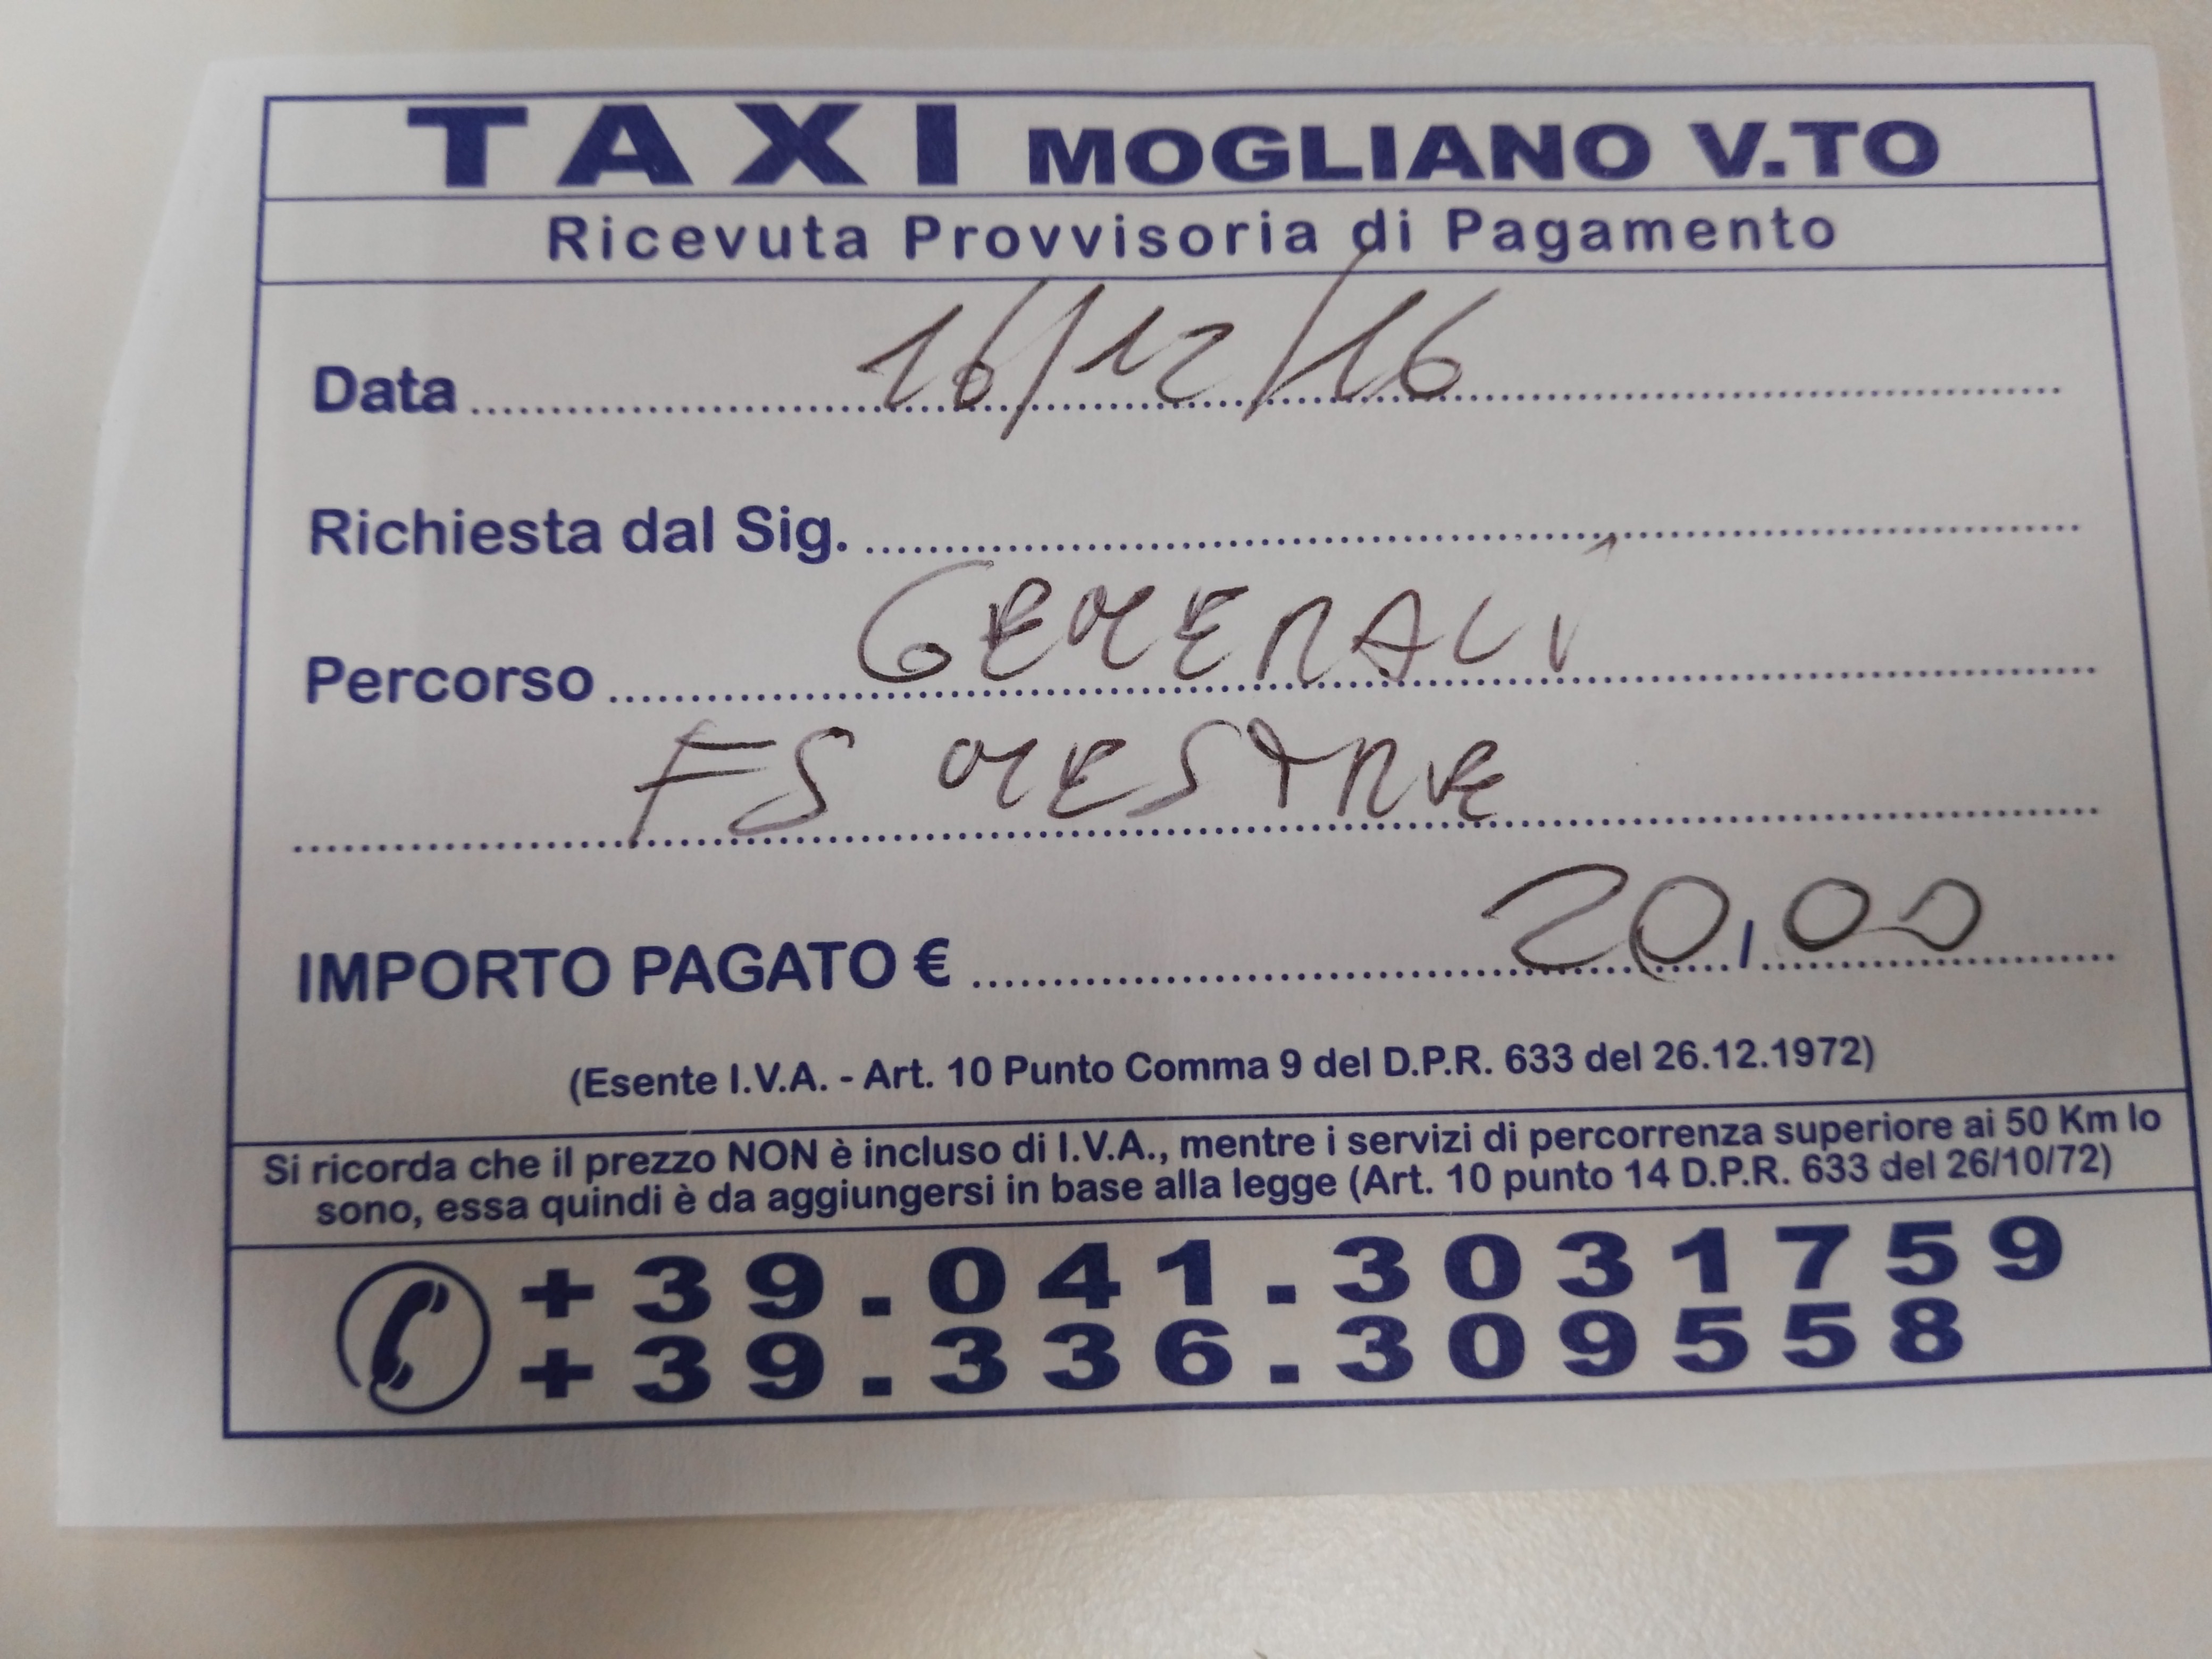 TAXI MOGLIANO V.TO
Ricevuta Provvisoria di Pagamento
Data 16/12/16
Richiesta dal Sig.
Percorso GENERALI
FS MESTRE
IMPORTO PAGATO € 20,00
(Esente I.V.A. - Art. 10 Punto Comma 9 del D.P.R. 633 del 26.12.1972)
Si ricorda che il prezzo NON è incluso di I.V.A., mentre i servizi di percorrenza superiore ai 50 Km lo
sono, essa quindi è da aggiungersi in base alla legge (Art. 10 punto 14 D.P.R. 633 del 26/10/72)
+39.041.3031759
+39.336.309558